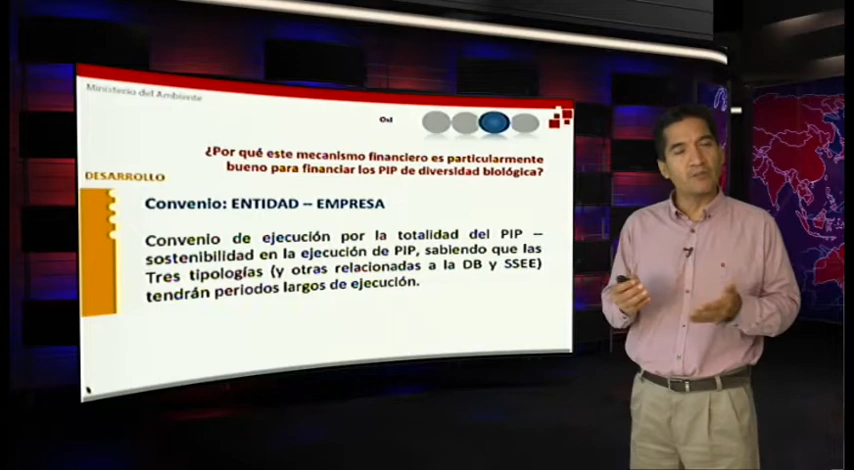 Ministerio del Ambiente
¿Por qué este mecanismo financiero es particularmente
bueno para financiar los PIP de diversidad biológica?
DESARROLLO
Convenio: ENTIDAD – EMPRESA
Convenio de ejecución por la totalidad del PIP –
sostenibilidad en la ejecución de PIP, sabiendo que las
Tres tipologías (y otras relacionadas a la DB y SSEE)
tendrán periodos largos de ejecución.